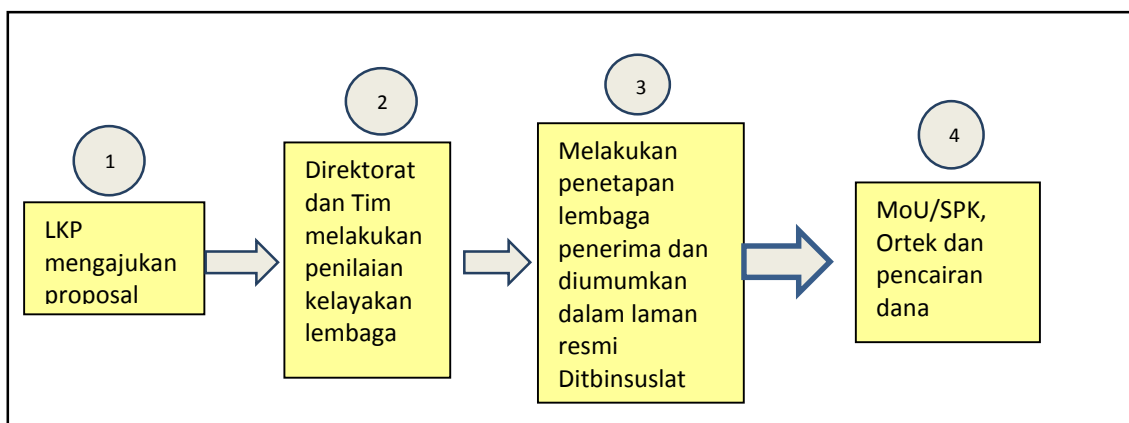 1
LKP
mengajukan
proposal
2
Direktorat
dan Tim
melakukan
penilaian
kelayakan
lembaga
3
Melakukan
penetapan
lembaga
penerima dan
diumumkan
dalam laman
resmi
Ditbinsuslat
4
MoU/SPK,
Ortek dan
pencairan
dana